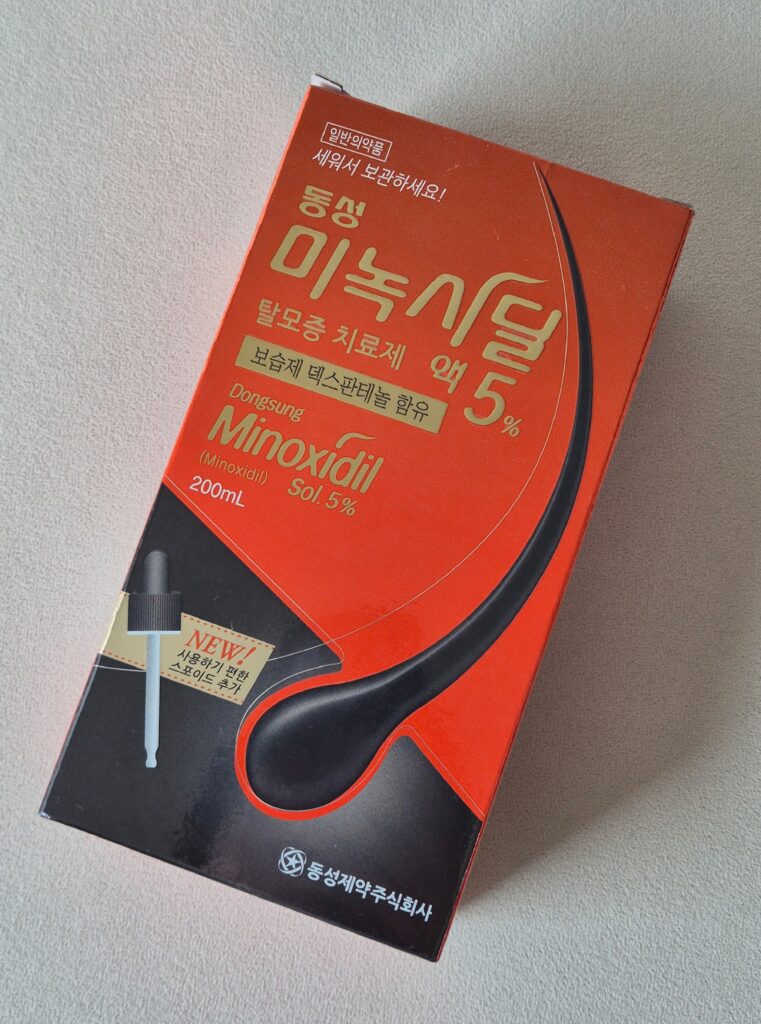 일반의약품
세워서 보관하세요!
동성
미녹시딜
탈모증 치료제 액 5%
보습제 덱스판테놀 함유
Dongsung
Minoxidil
(Minoxidil) Sol. 5%
200mL
NEW!
사용하기 편한
스포이드 추가
동성제약주식회사